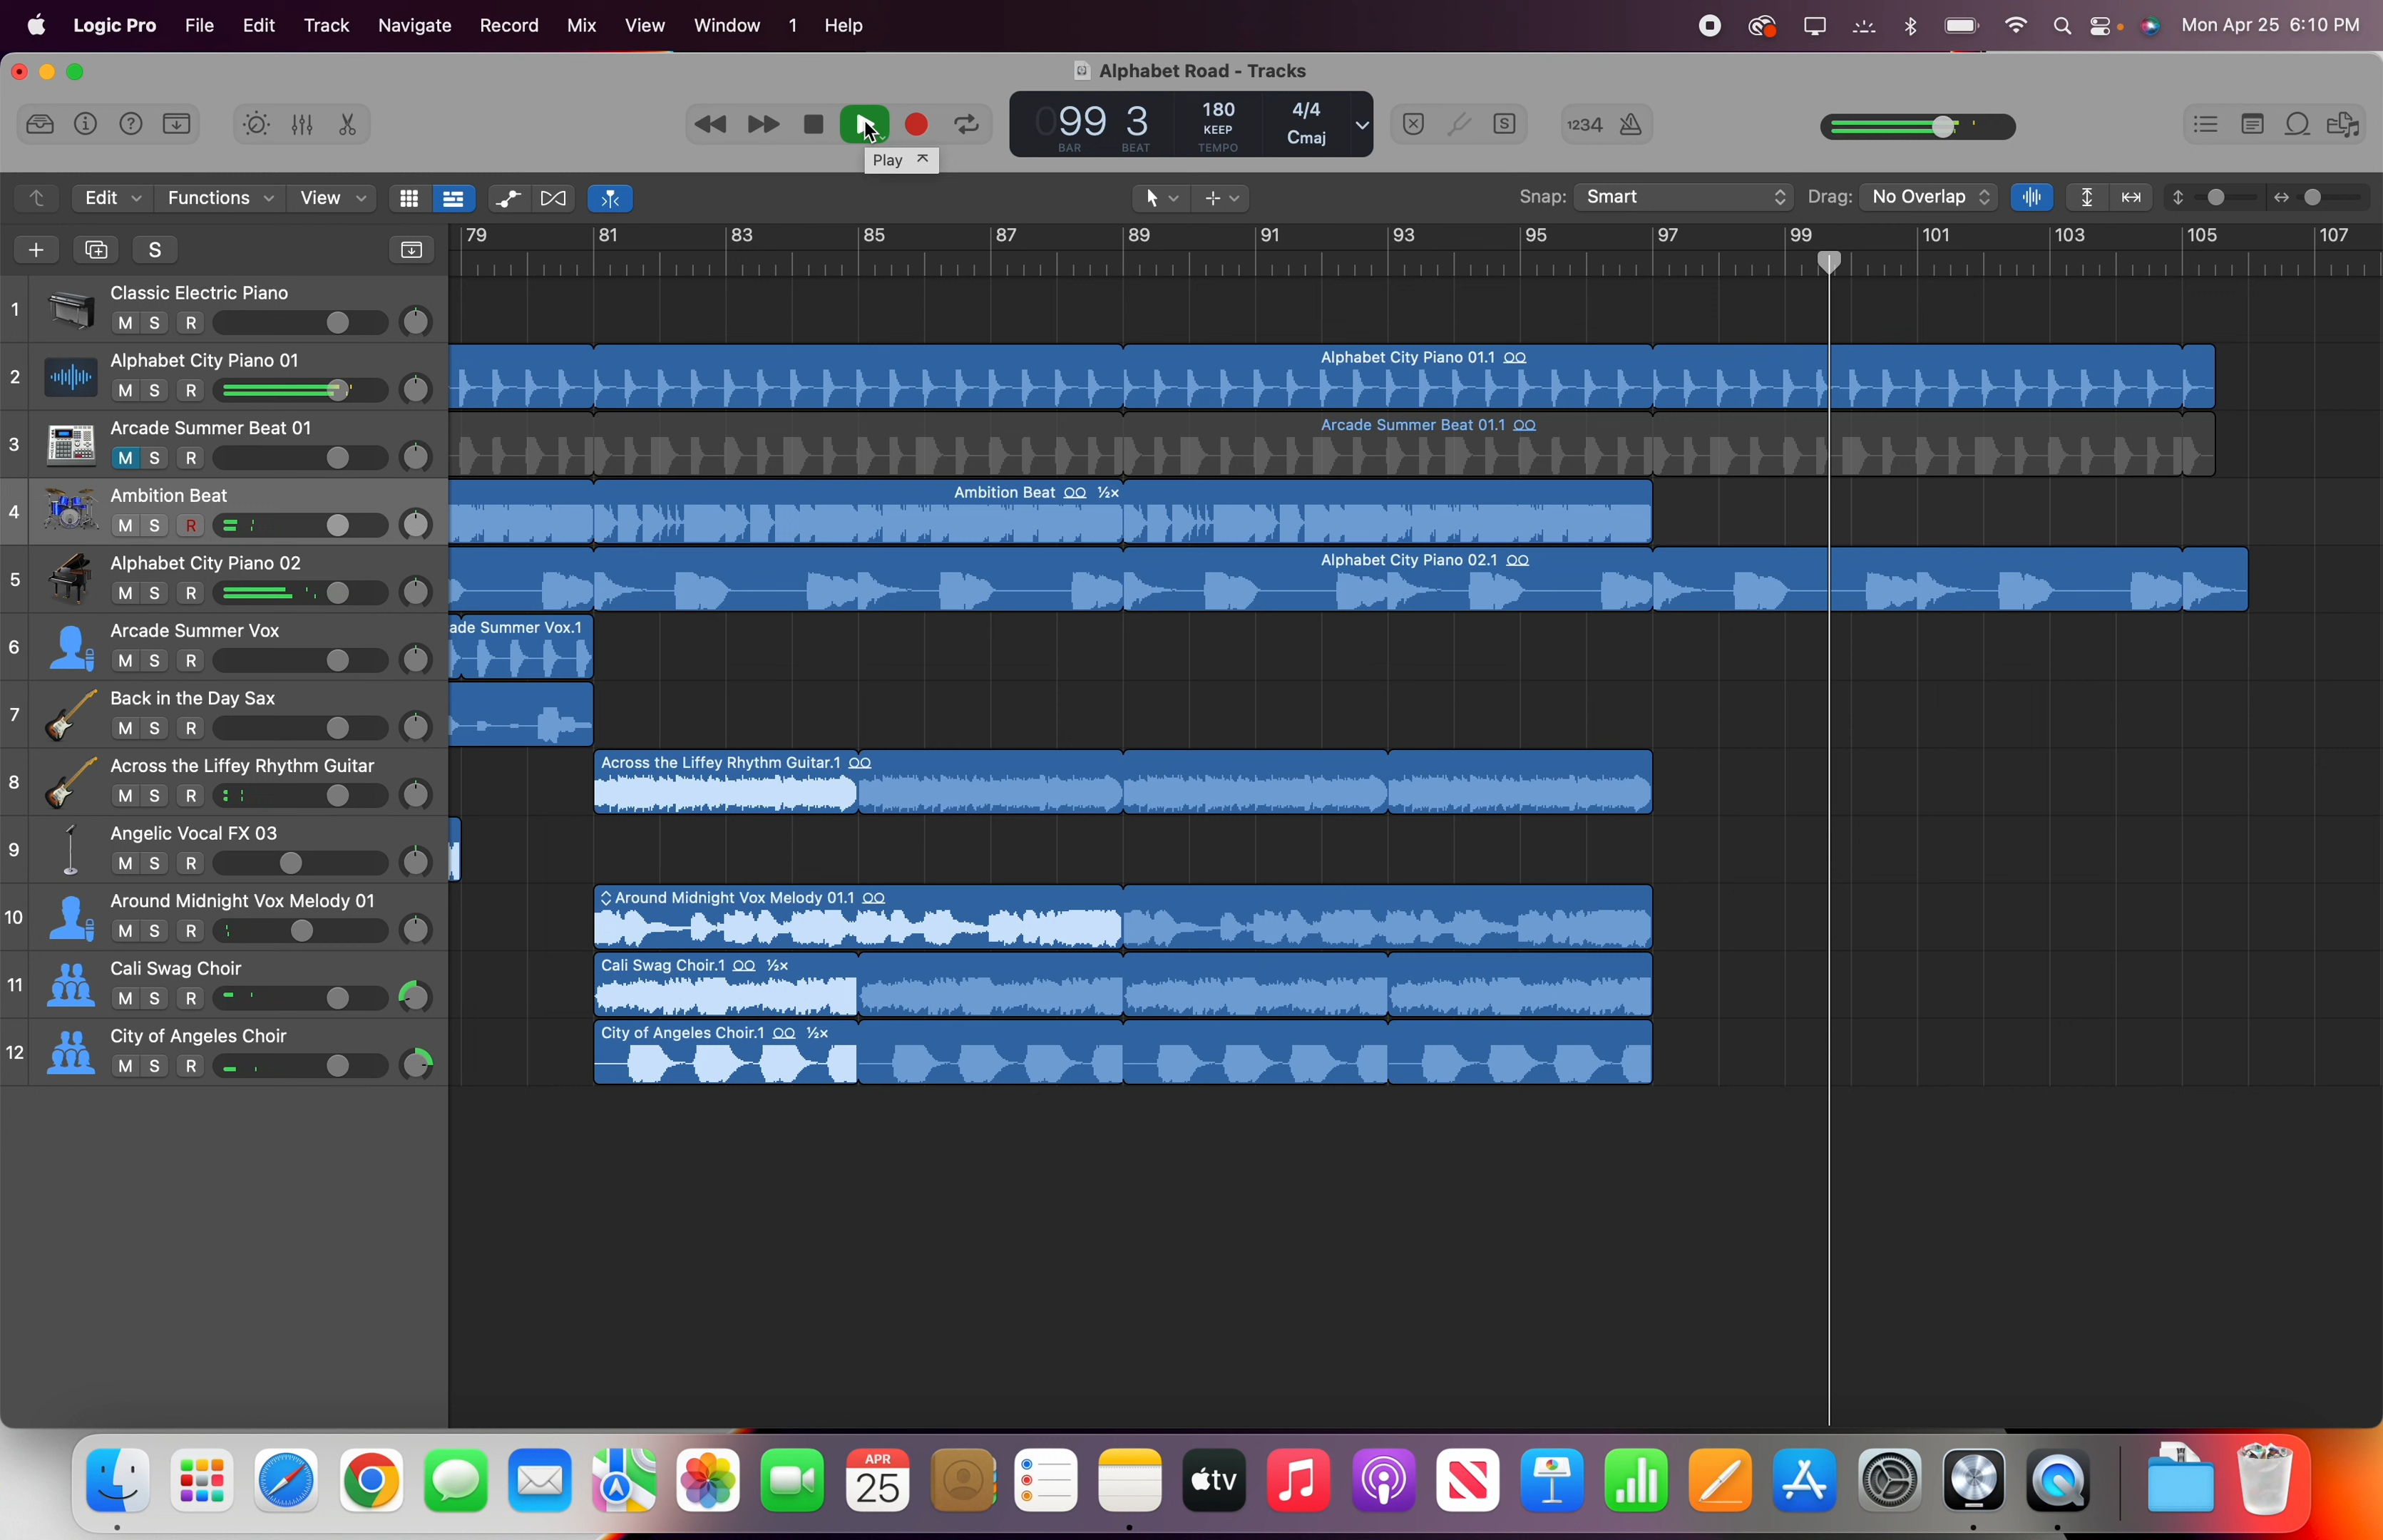 Logic Pro File Edit Track Navigate Record Mix View Window 1 Help Mon Apr 25 6:10 PM
Alphabet Road - Tracks
099 3 180 4/4
KEEP Cmaj
BAR BEAT TEMPO
S 1234
Play
Edit Functions View Snap: Smart Drag: No Overlap
S
79 81 83 85 87 89 91 93 95 97 99 101 103 105 107
1 Classic Electric Piano
M S R
2 Alphabet City Piano 01
M S R
Alphabet City Piano 01.1
3 Arcade Summer Beat 01
M S R
Arcade Summer Beat 01.1
4 Ambition Beat
M S R
Ambition Beat ½x
5 Alphabet City Piano 02
M S R
Alphabet City Piano 02.1
6 Arcade Summer Vox
M S R
ade Summer Vox.1
7 Back in the Day Sax
M S R
8 Across the Liffey Rhythm Guitar
M S R
Across the Liffey Rhythm Guitar.1
9 Angelic Vocal FX 03
M S R
10 Around Midnight Vox Melody 01
M S R
Around Midnight Vox Melody 01.1
11 Cali Swag Choir
M S R
Cali Swag Choir.1 ½x
12 City of Angeles Choir
M S R
City of Angeles Choir.1 ½x
APR
25
tv